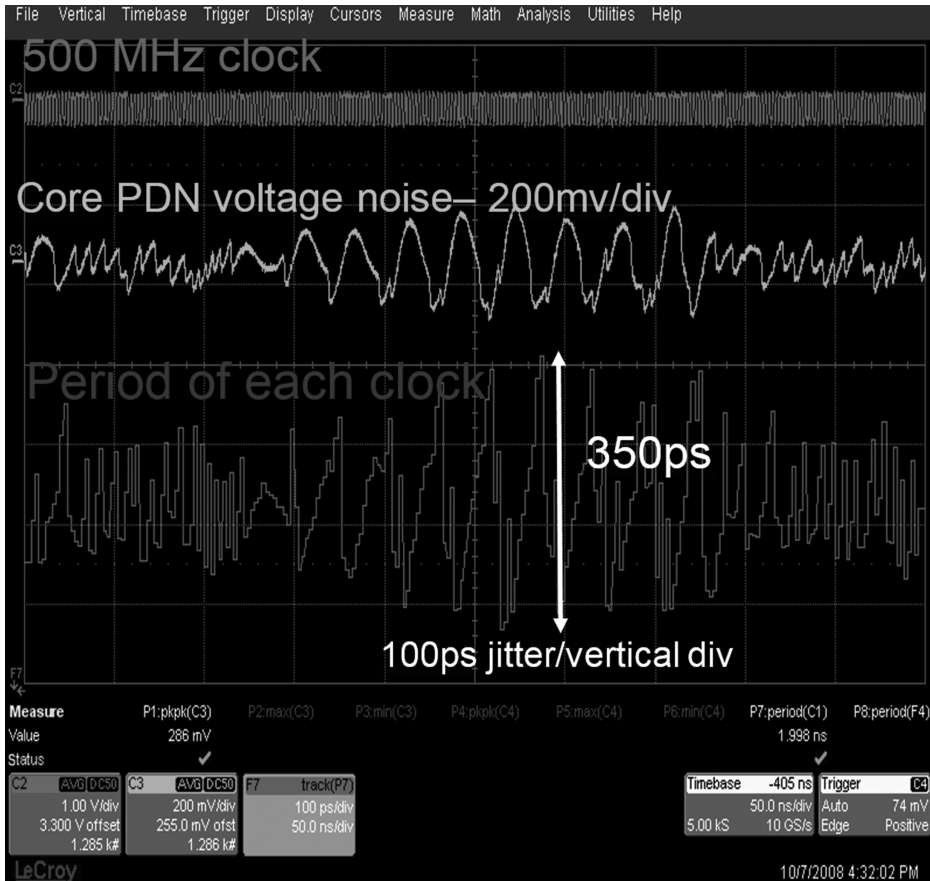 File Vertical Timebase Trigger Display Cursors Measure Math Analysis Utilities Help
500 MHz clock
C2
Core PDN voltage noise– 200mv/div
C3
Period of each clock
350ps
100ps jitter/vertical div
F7
Measure P1:pkpk(C3) P2:max(C3) P3:min(C3) P4:pkpk(C4) P5:max(C4) P6:min(C4) P7:period(C1) P8:period(F4)
Value 286 mV 1.998 ns
Status
C2 AVG DC50 C3 AVG DC50 F7 track(P7) Timebase -405 ns Trigger C4
1.00 V/div 200 mV/div 100 ps/div 50.0 ns/div Auto 74 mV
3.300 V offset 255.0 mV ofst 50.0 ns/div 5.00 kS 10 GS/s Edge Positive
1.285 k# 1.286 k#
LeCroy 10/7/2008 4:32:02 PM